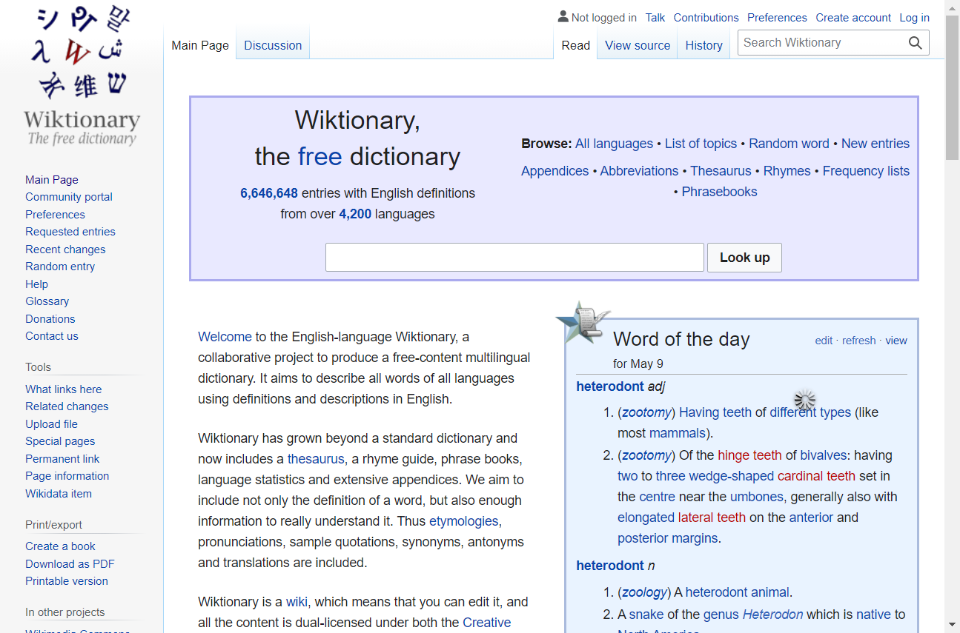 Not logged in Talk Contributions Preferences Create account Log in
Main Page Discussion Read View source History Search Wiktionary
Wiktionary
The free dictionary
Main Page
Community portal
Preferences
Requested entries
Recent changes
Random entry
Help
Glossary
Donations
Contact us
Tools
What links here
Related changes
Upload file
Special pages
Permanent link
Page information
Wikidata item
Print/export
Create a book
Download as PDF
Printable version
In other projects
Wiktionary,
the free dictionary
6,646,648 entries with English definitions
from over 4,200 languages
Browse: All languages • List of topics • Random word • New entries
Appendices • Abbreviations • Thesaurus • Rhymes • Frequency lists
• Phrasebooks
Look up
Welcome to the English-language Wiktionary, a
collaborative project to produce a free-content multilingual
dictionary. It aims to describe all words of all languages
using definitions and descriptions in English.
Wiktionary has grown beyond a standard dictionary and
now includes a thesaurus, a rhyme guide, phrase books,
language statistics and extensive appendices. We aim to
include not only the definition of a word, but also enough
information to really understand it. Thus etymologies,
pronunciations, sample quotations, synonyms, antonyms
and translations are included.
Wiktionary is a wiki, which means that you can edit it, and
all the content is dual-licensed under both the Creative
Word of the day
edit · refresh · view
for May 9
heterodont adj
1. (zootomy) Having teeth of different types (like
most mammals).
2. (zootomy) Of the hinge teeth of bivalves: having
two to three wedge-shaped cardinal teeth set in
the centre near the umbones, generally also with
elongated lateral teeth on the anterior and
posterior margins.
heterodont n
1. (zoology) A heterodont animal.
2. A snake of the genus Heterodon which is native to